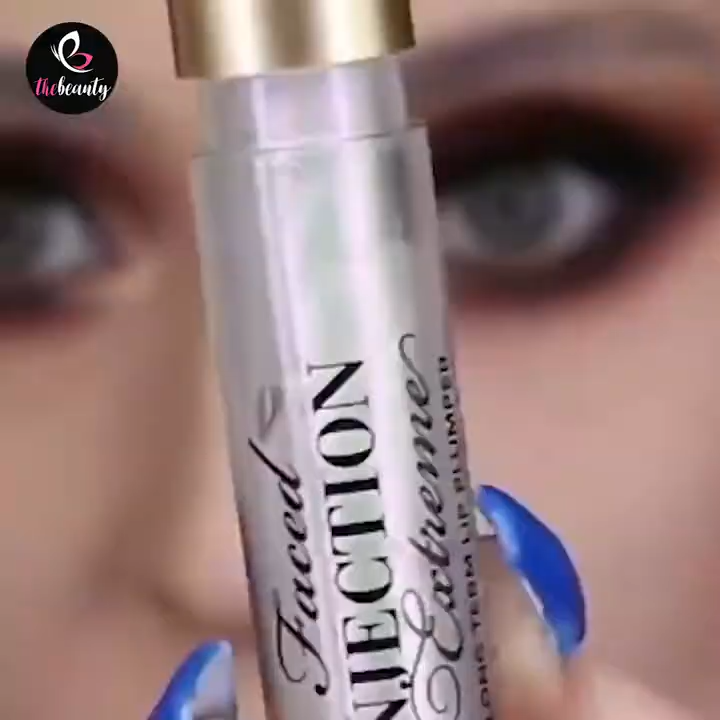 thebeauty
Faced
NJECTION
Extreme
LONG TERM LIP PLUMPER